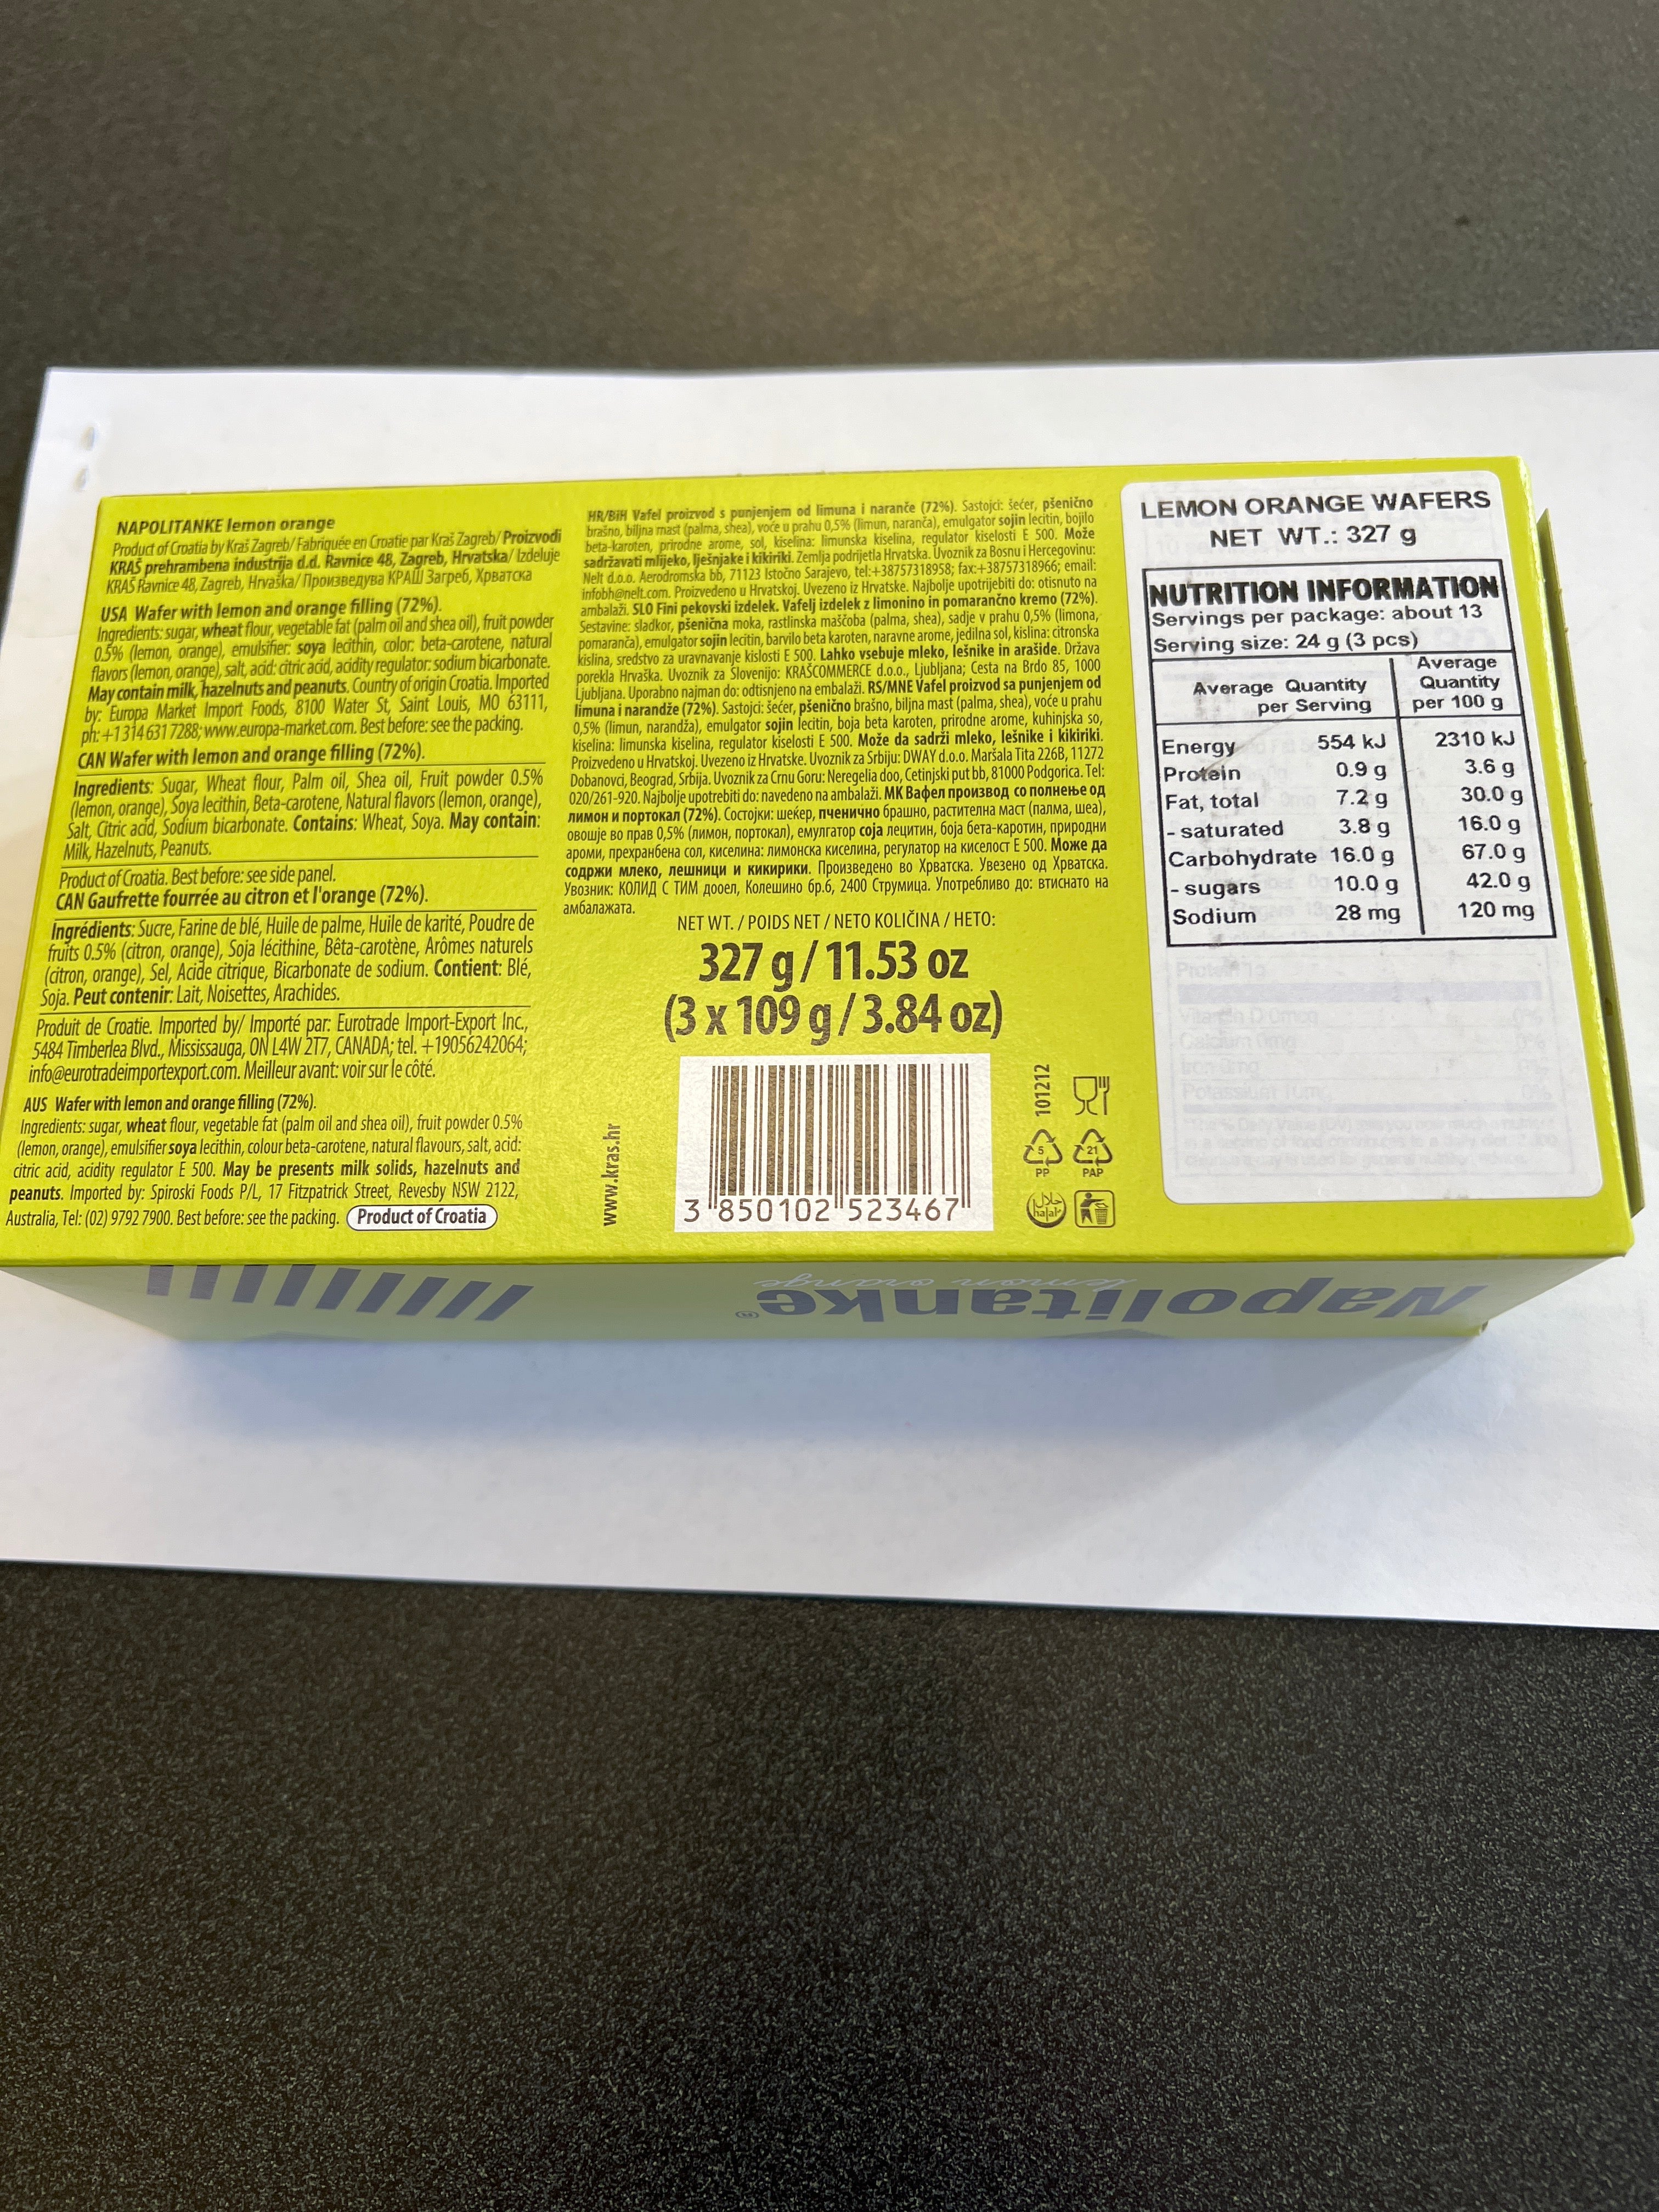 NAPOLITANKE lemon orange
Product of Croatia by Kraš Zagreb/ Fabriquée en Croatie par Kraš Zagreb/ Proizvodi
KRAŠ prehrambena industrija d.d. Ravnice 48, Zagreb, Hrvatska/ Izdeluje
KRAŠ Ravnice 48, Zagreb, Hrvaška/ Произведува КРАШ Загреб, Хрватска
USA Wafer with lemon and orange filling (72%).
Ingredients: sugar, wheat flour, vegetable fat (palm oil and shea oil), fruit powder
0.5% (lemon, orange), emulsifier: soya lecithin, color: beta-carotene, natural
flavors (lemon, orange), salt, acid: citric acid, acidity regulator: sodium bicarbonate.
May contain milk, hazelnuts and peanuts. Country of origin Croatia. Imported
by: Europa Market Import Foods, 8100 Water St, Saint Louis, MO 63111,
ph: +1 314 631 7288; www.europa-market.com. Best before: see the packing.
CAN Wafer with lemon and orange filling (72%).
Ingredients: Sugar, Wheat flour, Palm oil, Shea oil, Fruit powder 0.5%
(lemon, orange), Soya lecithin, Beta-carotene, Natural flavors (lemon, orange),
Salt, Citric acid, Sodium bicarbonate. Contains: Wheat, Soya. May contain:
Milk, Hazelnuts, Peanuts.
Product of Croatia. Best before: see side panel.
CAN Gaufrette fourrée au citron et l'orange (72%).
Ingrédients: Sucre, Farine de blé, Huile de palme, Huile de karité, Poudre de
fruits 0.5% (citron, orange), Soja lécithine, Bêta-carotène, Arômes naturels
(citron, orange), Sel, Acide citrique, Bicarbonate de sodium. Contient: Blé,
Soja. Peut contenir: Lait, Noisettes, Arachides.
Produit de Croatie. Imported by/ Importé par: Eurotrade Import-Export Inc.,
5484 Timberlea Blvd., Mississauga, ON L4W 2T7, CANADA; tel. +19056242064;
info@eurotradeimportexport.com. Meilleur avant: voir sur le côté.
AUS Wafer with lemon and orange filling (72%).
Ingredients: sugar, wheat flour, vegetable fat (palm oil and shea oil), fruit powder 0.5%
(lemon, orange), emulsifier soya lecithin, colour beta-carotene, natural flavours, salt, acid:
citric acid, acidity regulator E 500. May be presents milk solids, hazelnuts and
peanuts. Imported by: Spiroski Foods P/L, 17 Fitzpatrick Street, Revesby NSW 2122,
Australia, Tel: (02) 9792 7900. Best before: see the packing. Product of Croatia
HR/BiH Vafel proizvod s punjenjem od limuna i naranče (72%). Sastojci: šećer, pšenično
brašno, biljna mast (palma, shea), voće u prahu 0,5% (limun, naranča), emulgator sojin lecitin, bojilo
beta-karoten, prirodne arome, sol, kiselina: limunska kiselina, regulator kiselosti E 500. Može
sadržavati mlijeko, lješnjake i kikiriki. Zemlja podrijetla Hrvatska. Uvoznik za Bosnu i Hercegovinu:
Nelt d.o.o. Aerodromska bb, 71123 Istočno Sarajevo, tel:+38757318958; fax:+38757318966; email:
infobh@nelt.com. Proizvedeno u Hrvatskoj. Uvezeno iz Hrvatske. Najbolje upotrijebiti do: otisnuto na
ambalaži. SLO Fini pekovski izdelek. Vafelj izdelek z limonino in pomarančno kremo (72%).
Sestavine: sladkor, pšenična moka, rastlinska maščoba (palma, shea), sadje v prahu 0,5% (limona,
pomaranča), emulgator sojin lecitin, barvilo beta karoten, naravne arome, jedilna sol, kislina: citronska
kislina, sredstvo za uravnavanje kislosti E 500. Lahko vsebuje mleko, lešnike in arašide. Država
porekla Hrvaška. Uvoznik za Slovenijo: KRAŠCOMMERCE d.o.o., Ljubljana; Cesta na Brdo 85, 1000
Ljubljana. Uporabno najman do: odtisnjeno na embalaži. RS/MNE Vafel proizvod sa punjenjem od
limuna i narandže (72%). Sastojci: šećer, pšenično brašno, biljna mast (palma, shea), voće u prahu
0,5% (limun, narandža), emulgator sojin lecitin, boja beta karoten, prirodne arome, kuhinjska so,
kiselina: limunska kiselina, regulator kiselosti E 500. Može da sadrži mleko, lešnike i kikiriki.
Proizvedeno u Hrvatskoj. Uvezeno iz Hrvatske. Uvoznik za Srbiju: DWAY d.o.o. Maršala Tita 226B, 11272
Dobanovci, Beograd, Srbija. Uvoznik za Crnu Goru: Neregelia doo, Cetinjski put bb, 81000 Podgorica. Tel:
020/261-920. Najbolje upotrebiti do: navedeno na ambalaži. MK Вафел производ со полнење од
лимон и портокал (72%). Состојки: шеќер, пченично брашно, растителна маст (палма, шеа),
овошје во прав 0,5% (лимон, портокал), емулгатор соја лецитин, боја бета-каротин, природни
ароми, прехранбена сол, киселина: лимонска киселина, регулатор на киселост Е 500. Може да
содржи млеко, лешници и кикирики. Произведено во Хрватска. Увезено од Хрватска.
Увозник: КОЛИД С ТИМ дооел, Колешино бр.6, 2400 Струмица. Употребливо до: втиснато на
амбалажата.
NET WT. / POIDS NET / NETO KOLIČINA / НЕТО:
327 g / 11.53 oz
(3 x 109 g / 3.84 oz)
www.kras.hr
3 850102 523467
101212
5
PP
21
PAP
halal
LEMON ORANGE WAFERS
NET WT.: 327 g
NUTRITION INFORMATION
Servings per package: about 13
Serving size: 24 g (3 pcs)
Average Quantity per Serving
Average Quantity per 100 g
Energy 554 kJ 2310 kJ
Protein 0.9 g 3.6 g
Fat, total 7.2 g 30.0 g
- saturated 3.8 g 16.0 g
Carbohydrate 16.0 g 67.0 g
- sugars 10.0 g 42.0 g
Sodium 28 mg 120 mg
Napolitanke®
lemon orange